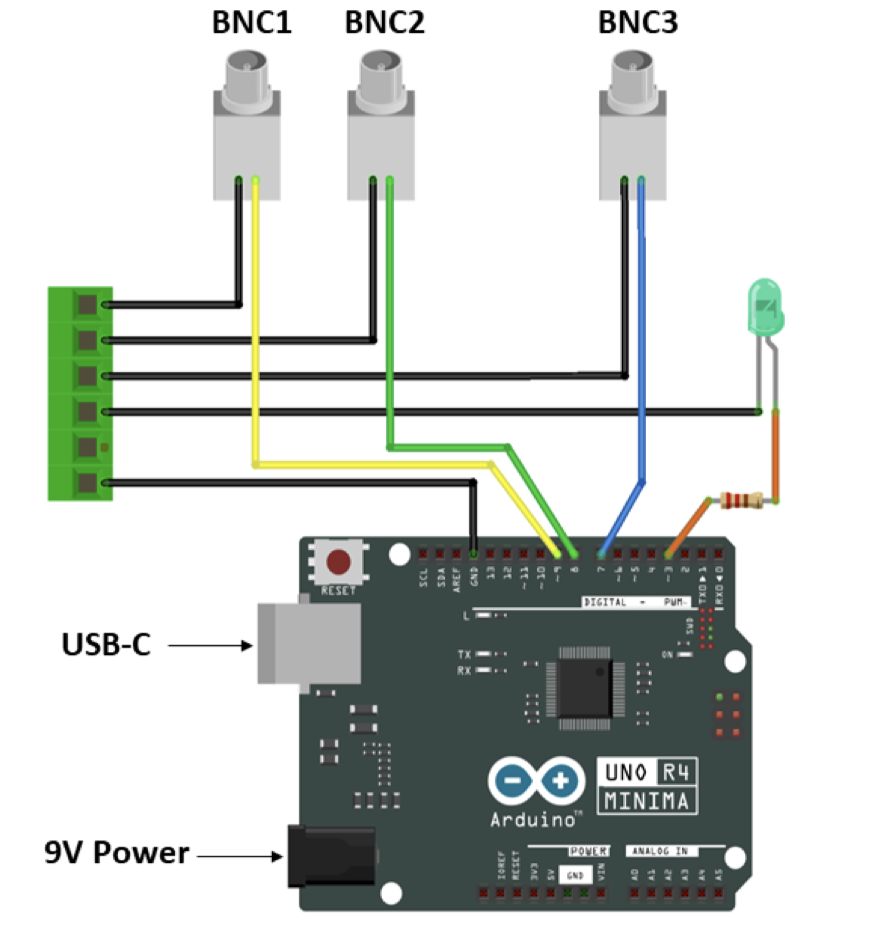 BNC1 BNC2 BNC3
RESET
SCL SDA AREF GND 13 12 ~11 ~10 ~9 8 7 ~6 ~5 4 ~3 2 TX0▶1 RX0◀0
DIGITAL - PWM~
L
SWD
USB-C
TX
RX
ON
UNO R4
MINIMA
Arduino™
9V Power
POWER ANALOG IN
IOREF RESET 3V3 5V GND VIN A0 A1 A2 A3 A4 A5